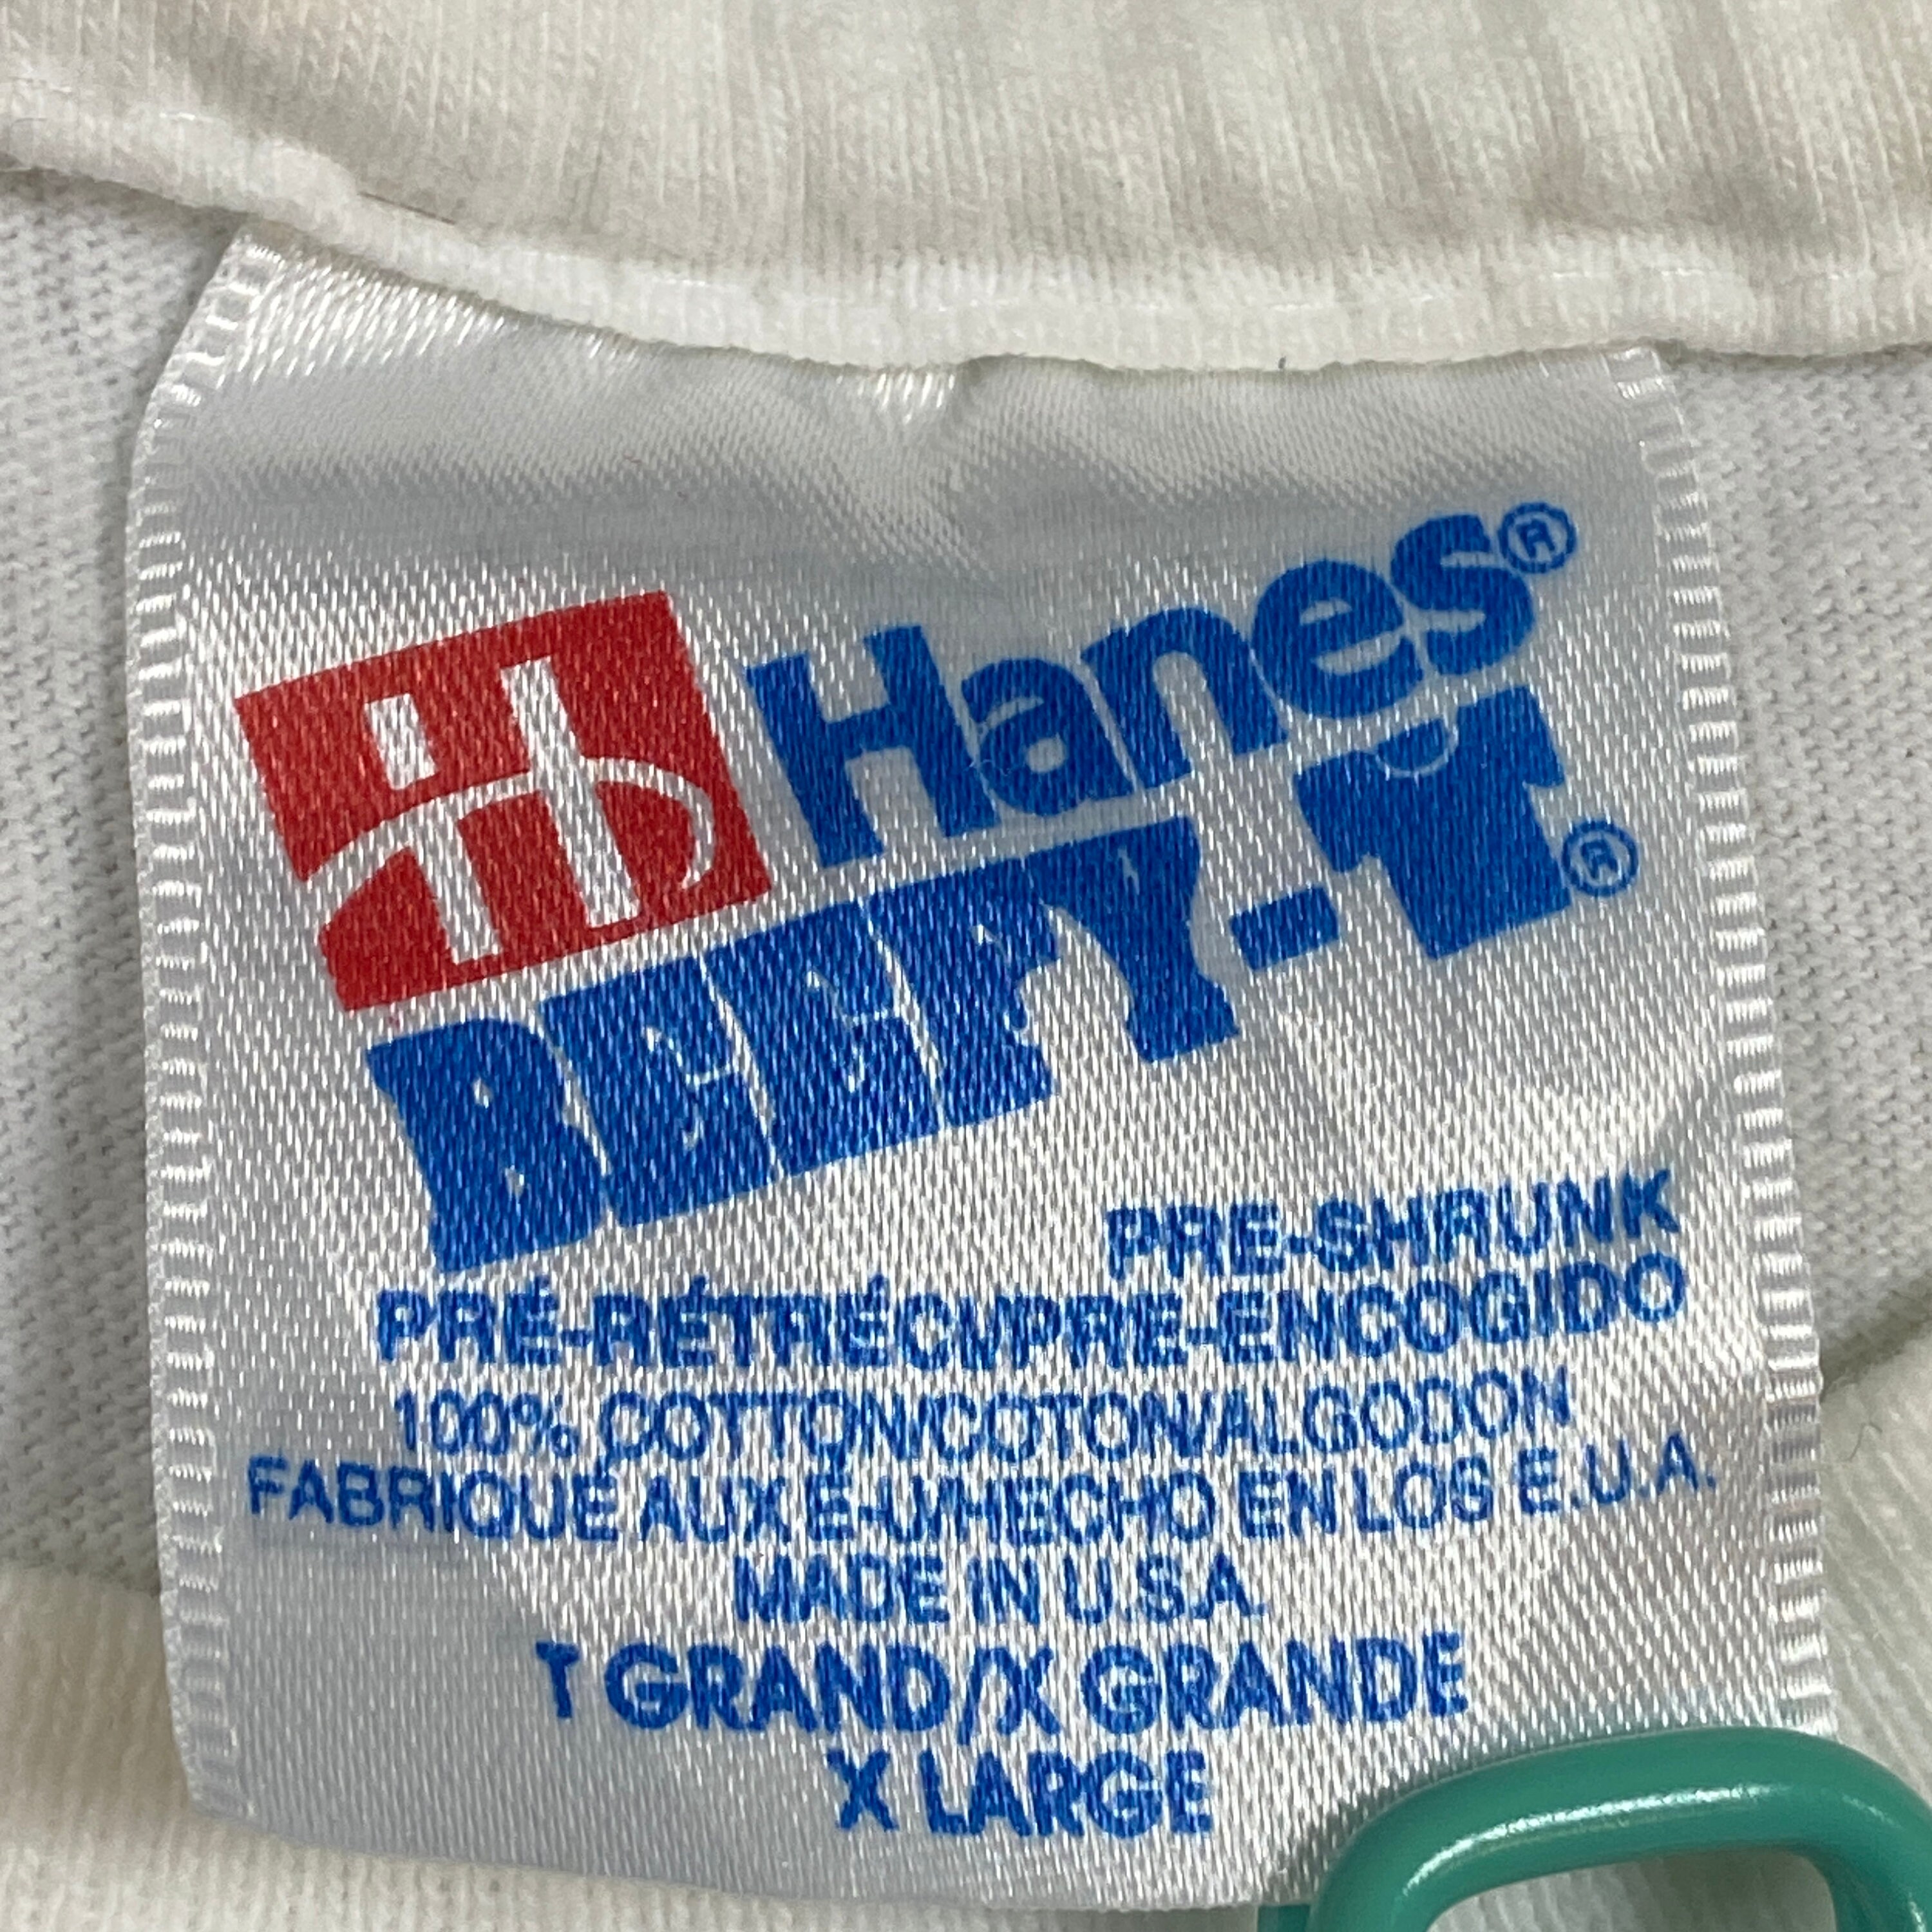 Hanes®
BEEFY-T®
PRE-SHRUNK
PRÉ-RÉTRÉCI/PRE-ENCOGIDO
100% COTTON/COTON/ALGODON
FABRIQUÉ AUX É-U/HECHO EN LOS E.U.A.
MADE IN U.S.A.
T GRAND/X GRANDE
X LARGE